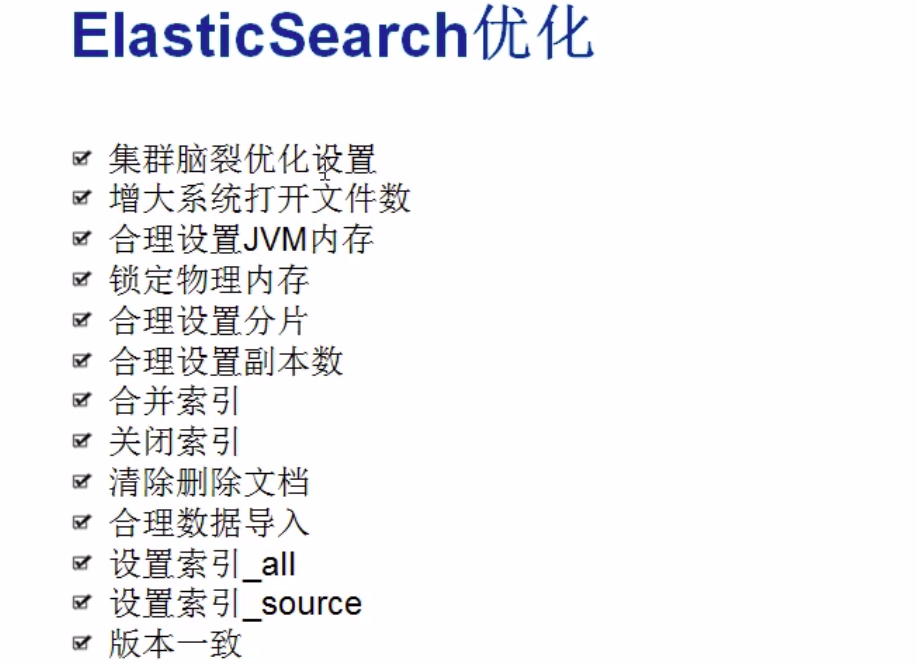 ElasticSearch优化
集群脑裂优化设置
增大系统打开文件数
合理设置JVM内存
锁定物理内存
合理设置分片
合理设置副本数
合并索引
关闭索引
清除删除文档
合理数据导入
设置索引_all
设置索引_source
版本一致